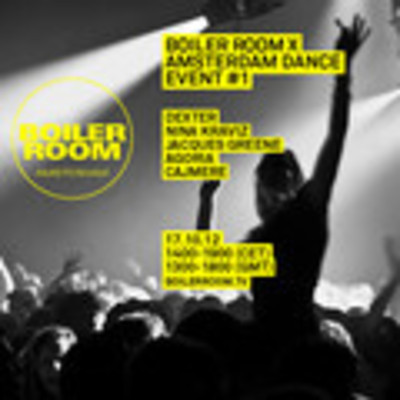 BOILER ROOM X
AMSTERDAM DANCE
EVENT #1
BOILER
ROOM
DEXTER
NINA KRAVIZ
JACQUES GREENE
AGORIA
CAJMERE
17.10.12
1400-1900 (CET)
1300-1800 (GMT)
BOILERROOM.TV